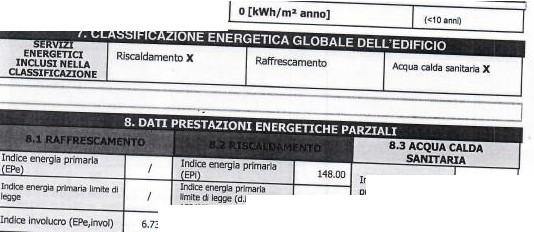 0 [kWh/m² anno]
(<10 anni)
7. CLASSIFICAZIONE ENERGETICA GLOBALE DELL'EDIFICIO
SERVIZI ENERGETICI INCLUSI NELLA CLASSIFICAZIONE
Riscaldamento X
Raffrescamento
Acqua calda sanitaria X
8. DATI PRESTAZIONI ENERGETICHE PARZIALI
8.1 RAFFRESCAMENTO
8.2 RISCALDAMENTO
8.3 ACQUA CALDA SANITARIA
Indice energia primaria (EPe)
/
Indice energia primaria (EPi)
148.00
Indice energia primaria limite di legge
/
Indice energia primaria limite di legge (d.l
Indice involucro (EPe,invol)
6.73